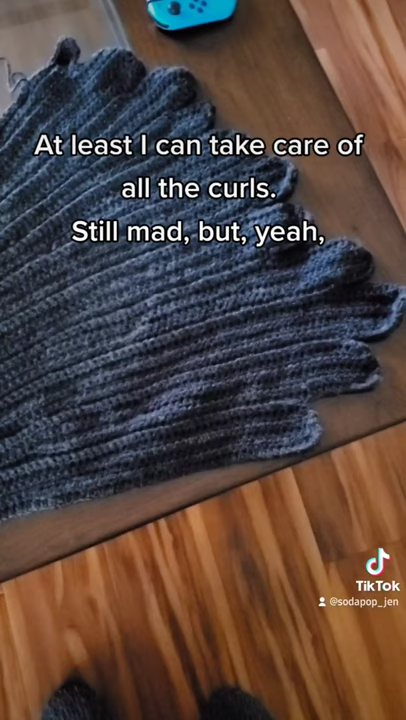 At least I can take care of
all the curls.
Still mad, but, yeah,
TikTok
@sodapop_jen